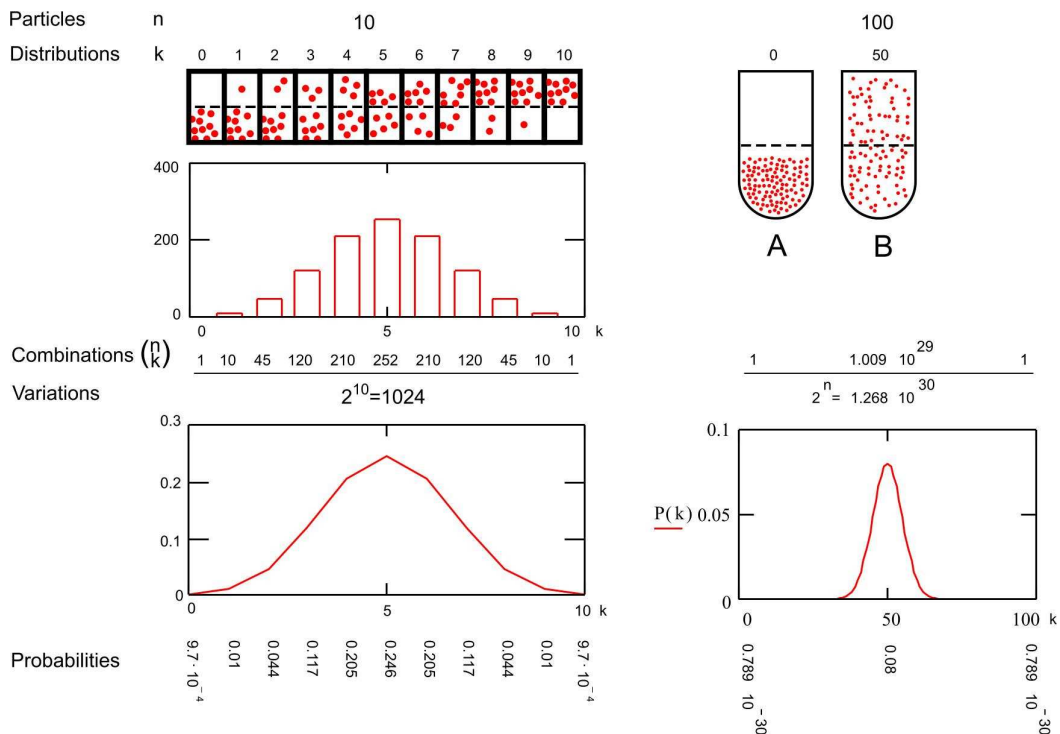 Particles n 10 100
Distributions k 0 1 2 3 4 5 6 7 8 9 10 0 50
400
200
0
0 5 10 k
A B
Combinations (n k) 1 10 45 120 210 252 210 120 45 10 1 1 1.009 10^29 1
Variations 2^10=1024 2^n= 1.268 10^30
0.3
0.2
0.1
0
0 5 10 k
0.1
P(k) 0.05
0
0 50 100 k
Probabilities 9.7·10^-4 0.01 0.044 0.117 0.205 0.246 0.205 0.117 0.044 0.01 9.7·10^-4 0.789 10^-30 0.08 0.789 10^-30